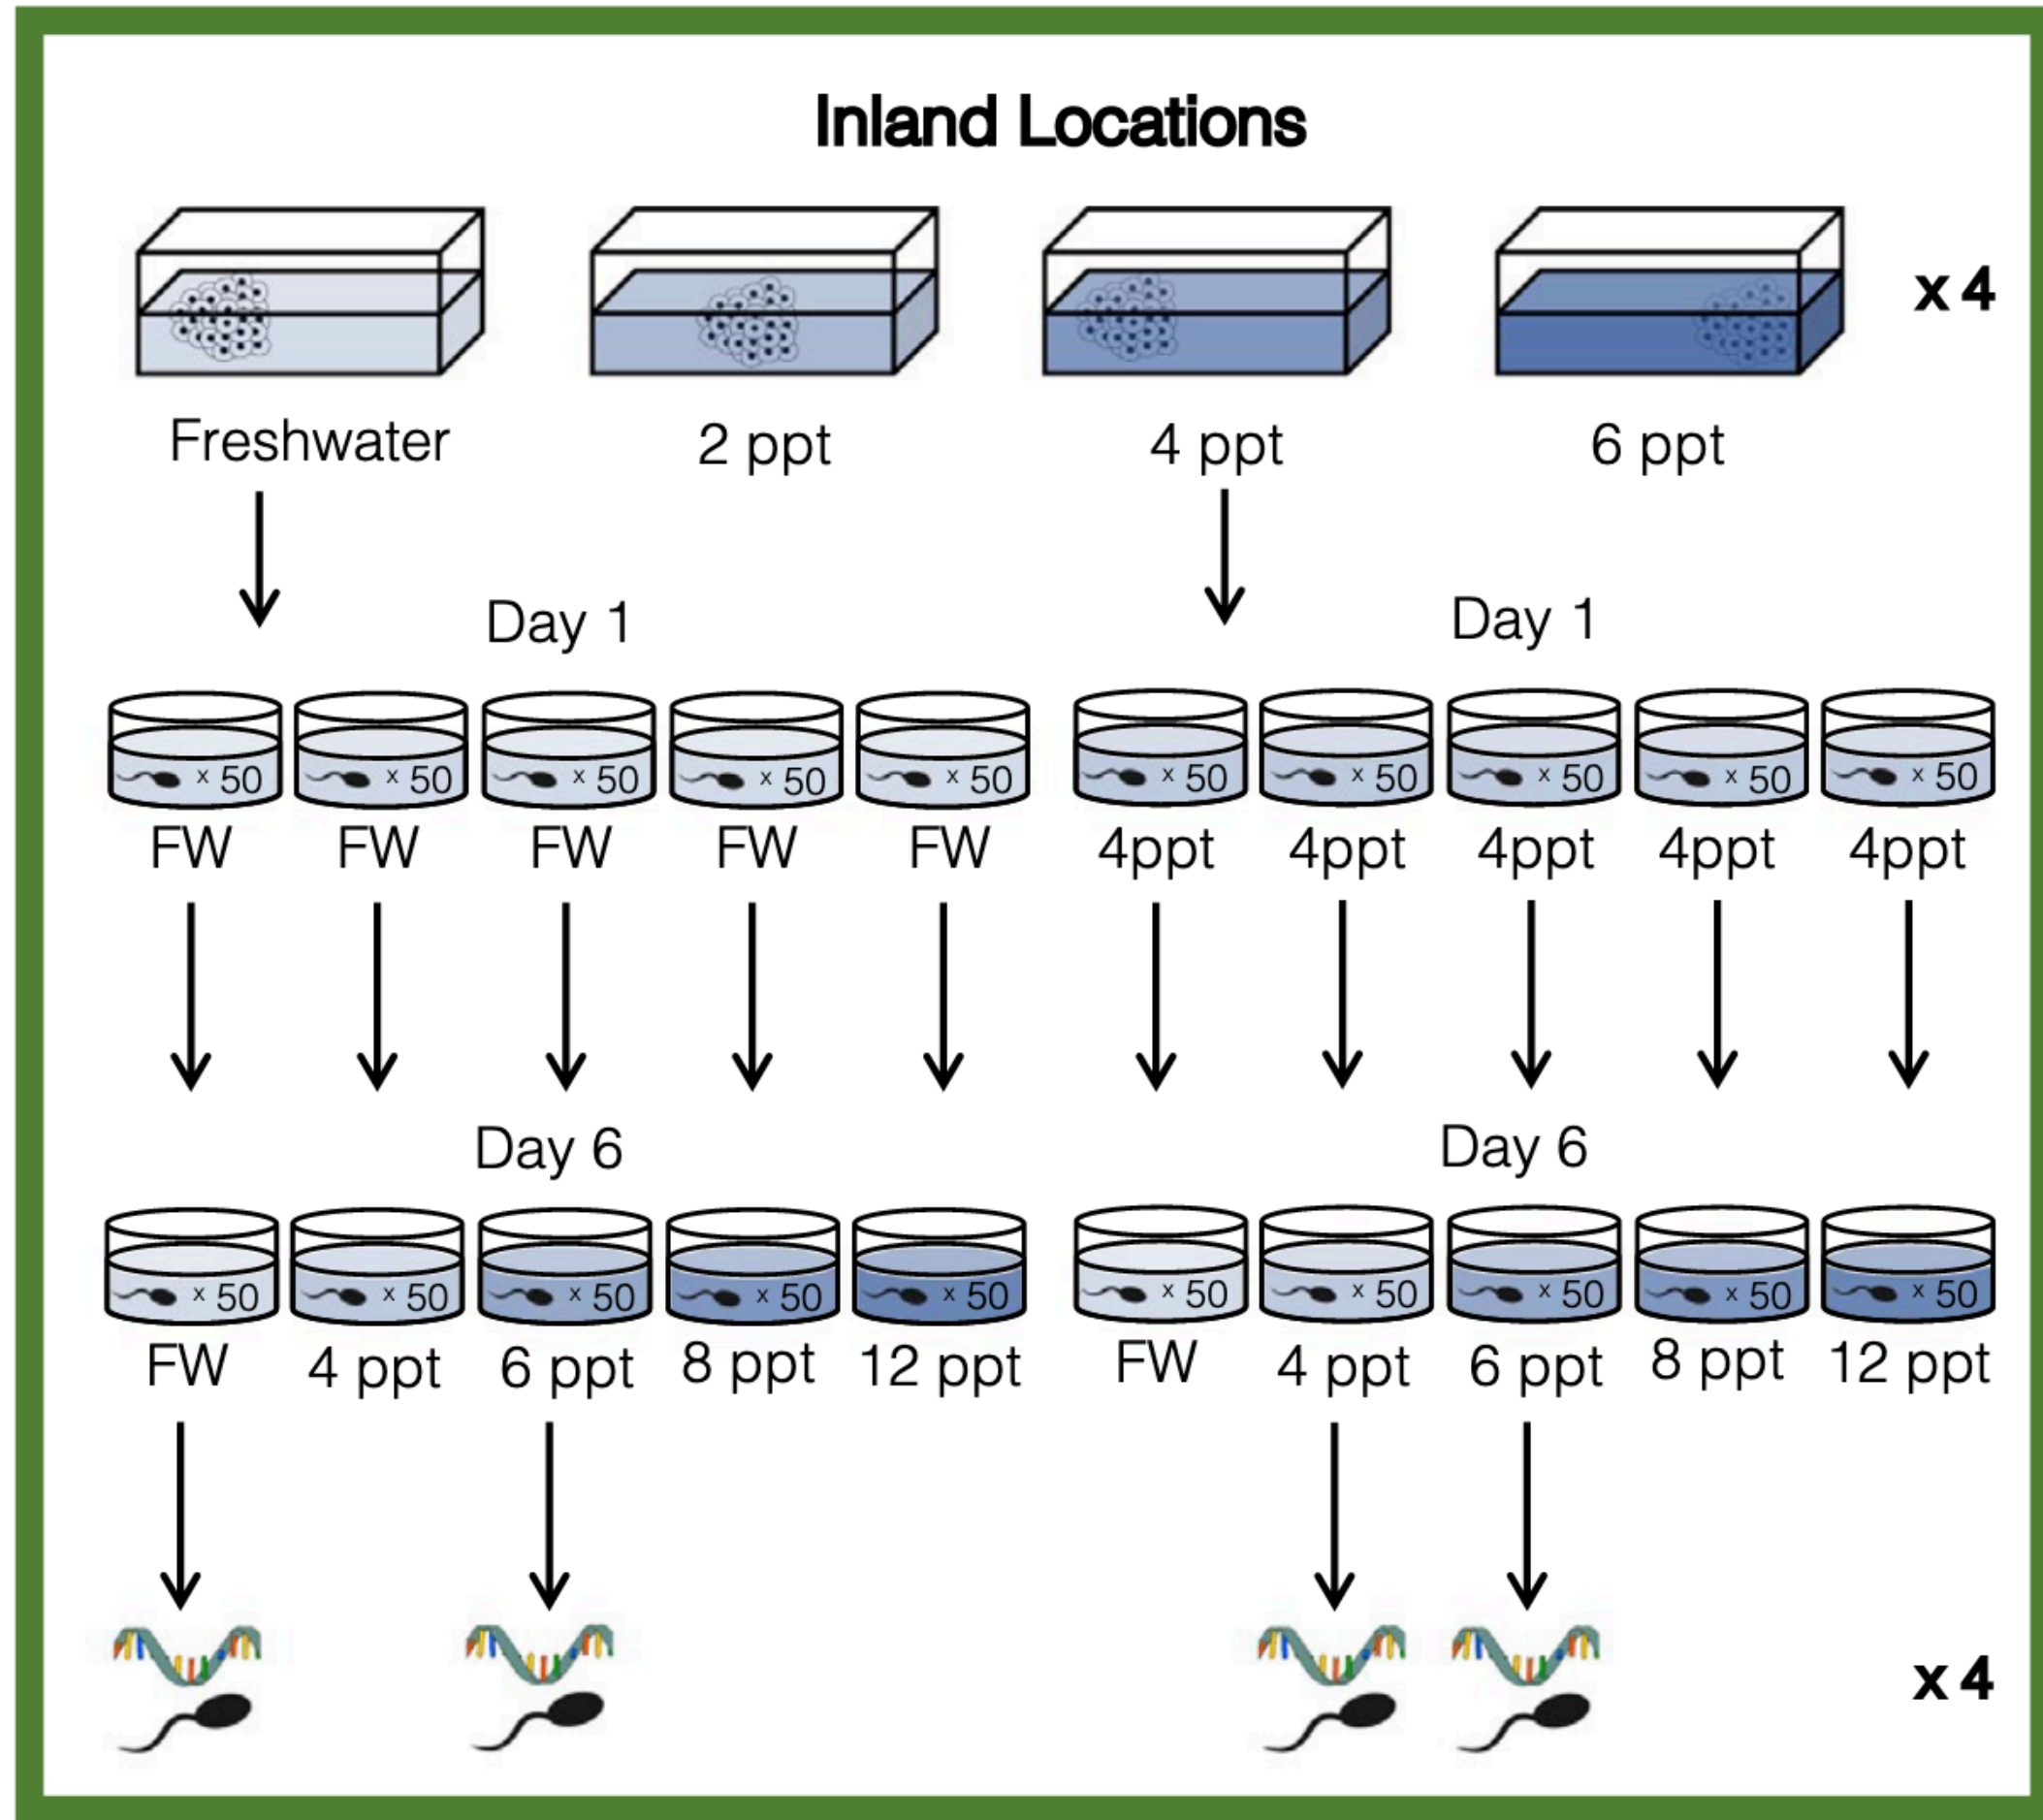 Inland Locations
x 4
Freshwater 2 ppt 4 ppt 6 ppt
Day 1 Day 1
x 50 x 50 x 50 x 50 x 50 x 50 x 50 x 50 x 50 x 50
FW FW FW FW FW 4ppt 4ppt 4ppt 4ppt 4ppt
Day 6 Day 6
x 50 x 50 x 50 x 50 x 50 x 50 x 50 x 50 x 50 x 50
FW 4 ppt 6 ppt 8 ppt 12 ppt FW 4 ppt 6 ppt 8 ppt 12 ppt
x 4